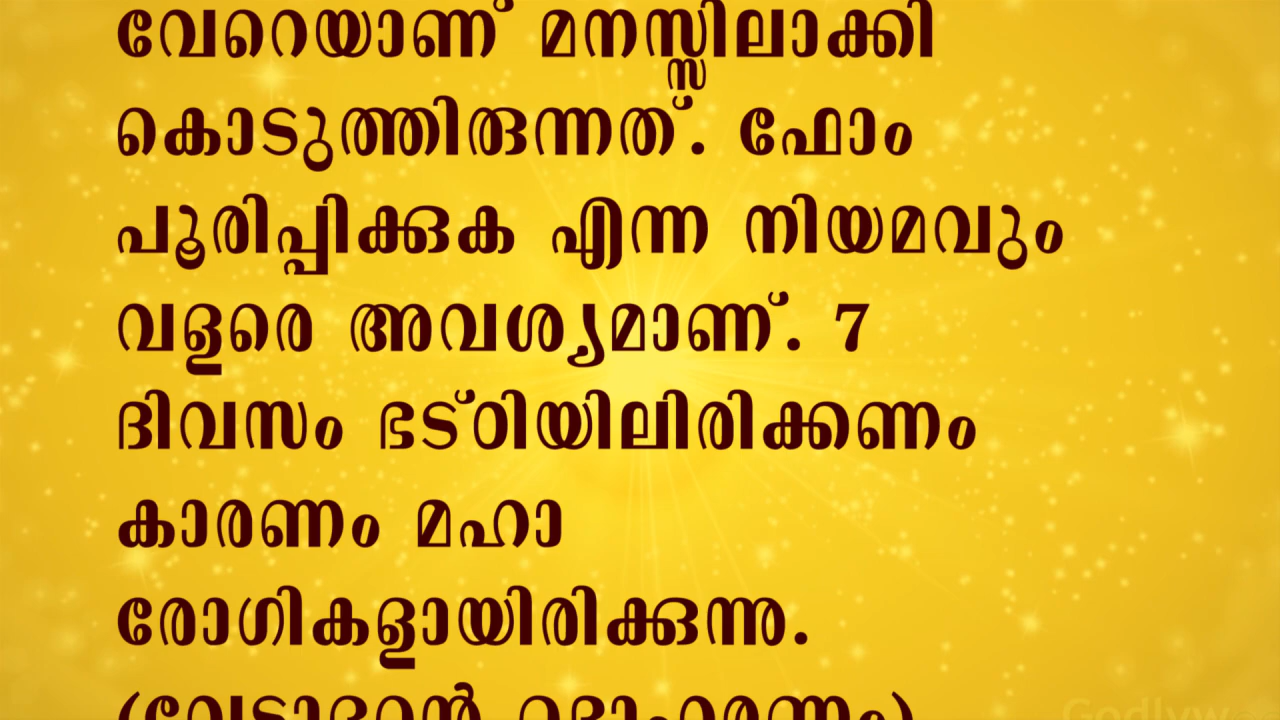 വേറെയാണ് മനസ്സിലാക്കി
കൊടുത്തിരുന്നത്. ഫോം
പൂരിപ്പിക്കുക എന്ന നിയമവും
വളരെ അവശ്യമാണ്. 7
ദിവസം ഭട്ഠിയിലിരിക്കണം
കാരണം മഹാ
രോഗികളായിരിക്കുന്നു.